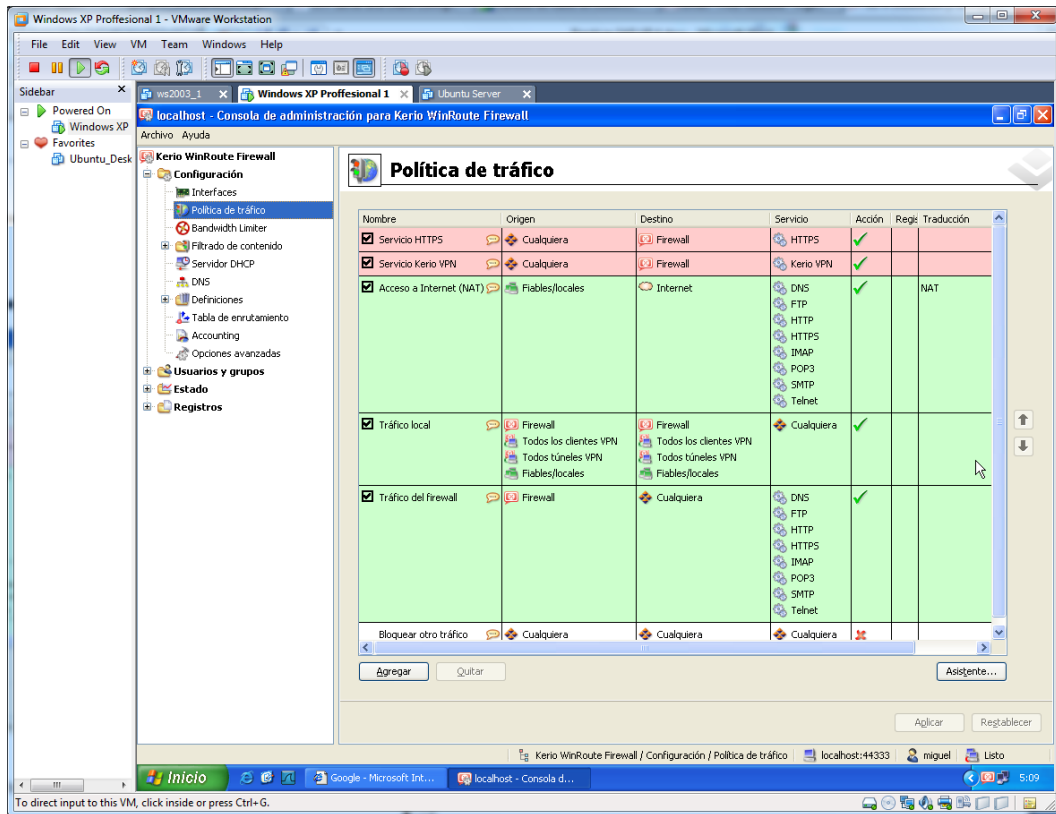 Windows XP Proffesional 1 - VMware Workstation
File Edit View VM Team Windows Help
Sidebar x
Powered On
Windows XP
Favorites
Ubuntu_Desk
ws2003_1 x Windows XP Proffesional 1 x Ubuntu Server x
localhost - Consola de administración para Kerio WinRoute Firewall
Archivo Ayuda
Kerio WinRoute Firewall
Configuración
Interfaces
Política de tráfico
Bandwidth Limiter
Filtrado de contenido
Servidor DHCP
DNS
Definiciones
Tabla de enrutamiento
Accounting
Opciones avanzadas
Usuarios y grupos
Estado
Registros
Política de tráfico
Nombre Origen Destino Servicio Acción Regis Traducción
Servicio HTTPS Cualquiera Firewall HTTPS
Servicio Kerio VPN Cualquiera Firewall Kerio VPN
Acceso a Internet (NAT) Fiables/locales Internet DNS NAT
FTP
HTTP
HTTPS
IMAP
POP3
SMTP
Telnet
Tráfico local Firewall Firewall Cualquiera
Todos los clientes VPN Todos los clientes VPN
Todos túneles VPN Todos túneles VPN
Fiables/locales Fiables/locales
Tráfico del firewall Firewall Cualquiera DNS
FTP
HTTP
HTTPS
IMAP
POP3
SMTP
Telnet
Bloquear otro tráfico Cualquiera Cualquiera Cualquiera
Agregar Quitar Asistente...
Aplicar Restablecer
Kerio WinRoute Firewall / Configuración / Política de tráfico localhost:44333 miguel Listo
Inicio Google - Microsoft Int... localhost - Consola d... 5:09
To direct input to this VM, click inside or press Ctrl+G.